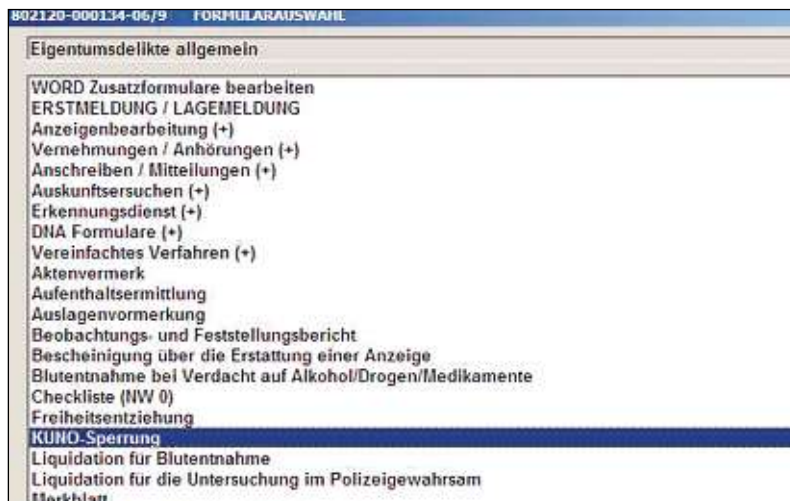 802120-000134-06/9 FORMULARAUSWAHL
Eigentumsdelikte allgemein
WORD Zusatzformulare bearbeiten
ERSTMELDUNG / LAGEMELDUNG
Anzeigenbearbeitung (+)
Vernehmungen / Anhörungen (+)
Anschreiben / Mitteilungen (+)
Auskunftsersuchen (+)
Erkennungsdienst (+)
DNA Formulare (+)
Vereinfachtes Verfahren (+)
Aktenvermerk
Aufenthaltsermittlung
Auslagenvormerkung
Beobachtungs- und Feststellungsbericht
Bescheinigung über die Erstattung einer Anzeige
Blutentnahme bei Verdacht auf Alkohol/Drogen/Medikamente
Checkliste (NW 0)
Freiheitsentziehung
KUNO-Sperrung
Liquidation für Blutentnahme
Liquidation für die Untersuchung im Polizeigewahrsam
Merkblatt